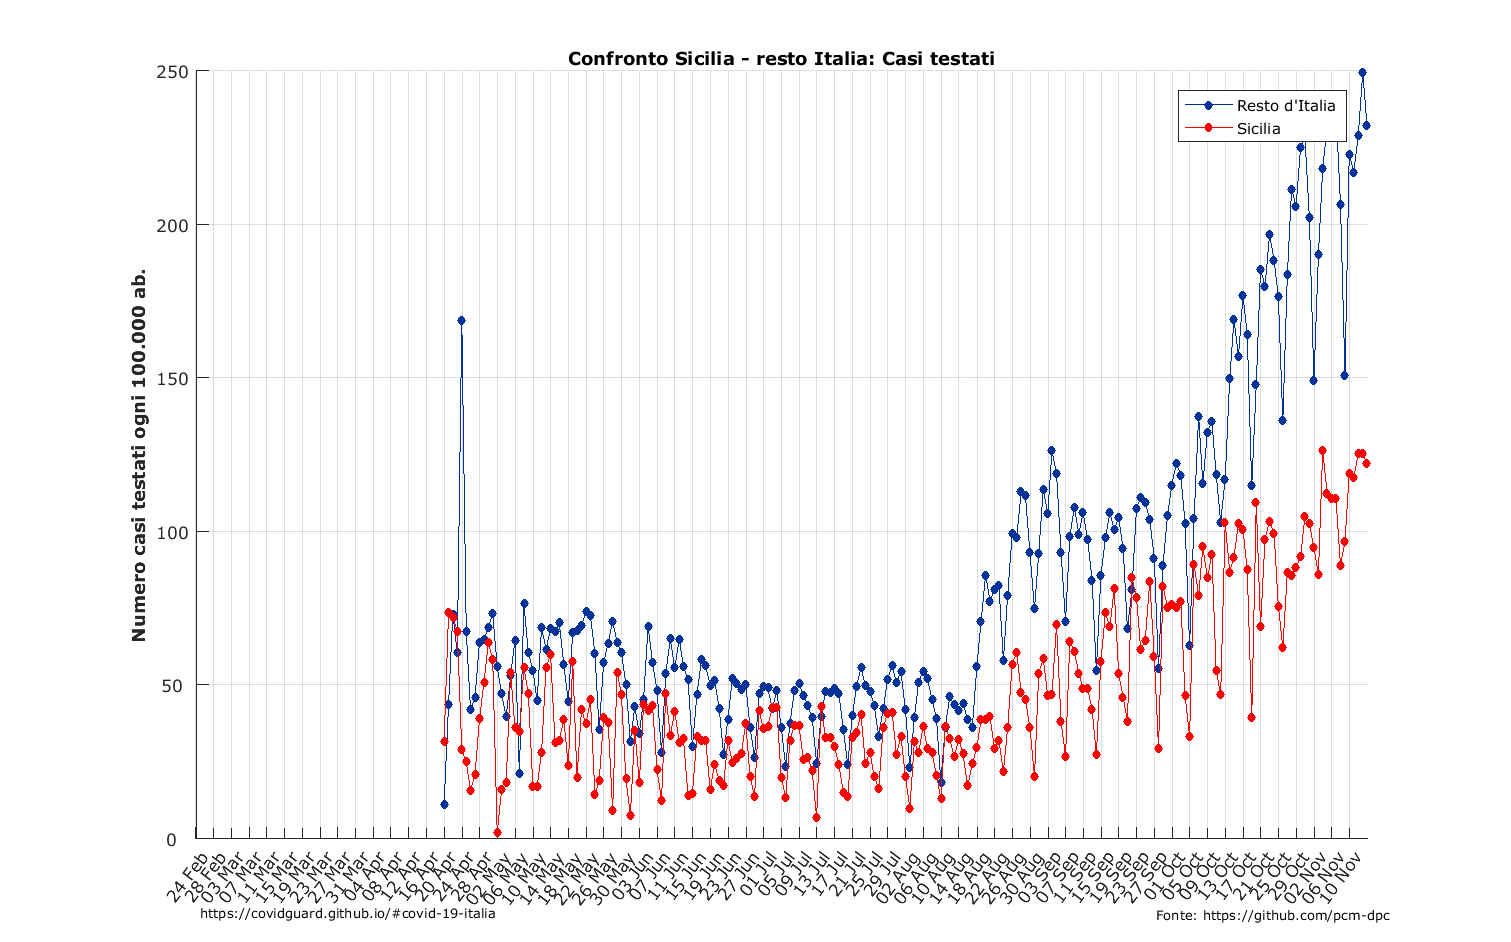 Confronto Sicilia - resto Italia: Casi testati
Numero casi testati ogni 100.000 ab.
250
200
150
100
50
0
Resto d'Italia
Sicilia
24 Feb
28 Feb
03 Mar
07 Mar
11 Mar
15 Mar
19 Mar
23 Mar
27 Mar
31 Mar
04 Apr
08 Apr
12 Apr
16 Apr
20 Apr
24 Apr
28 Apr
02 May
06 May
10 May
14 May
18 May
22 May
26 May
30 May
03 Jun
07 Jun
11 Jun
15 Jun
19 Jun
23 Jun
27 Jun
01 Jul
05 Jul
09 Jul
13 Jul
17 Jul
21 Jul
25 Jul
29 Jul
02 Aug
06 Aug
10 Aug
14 Aug
18 Aug
22 Aug
26 Aug
30 Aug
03 Sep
07 Sep
11 Sep
15 Sep
19 Sep
23 Sep
27 Sep
01 Oct
05 Oct
09 Oct
13 Oct
17 Oct
21 Oct
25 Oct
29 Oct
02 Nov
06 Nov
10 Nov
https://covidguard.github.io/#covid-19-italia
Fonte: https://github.com/pcm-dpc